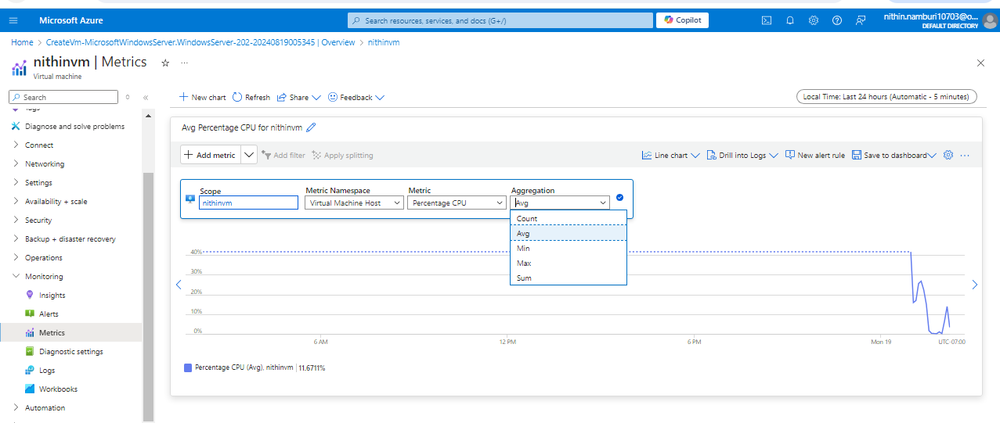 Microsoft Azure
Search resources, services, and docs (G+/)
Copilot
nithin.namburi10703@o...
DEFAULT DIRECTORY
Home > CreateVm-MicrosoftWindowsServer.WindowsServer-202-20240819005345 | Overview > nithinvm
nithinvm | Metrics
Virtual machine
Search
New chart Refresh Share Feedback
Local Time: Last 24 hours (Automatic - 5 minutes)
Tags
Diagnose and solve problems
Connect
Networking
Settings
Availability + scale
Security
Backup + disaster recovery
Operations
Monitoring
Insights
Alerts
Metrics
Diagnostic settings
Logs
Workbooks
Automation
Avg Percentage CPU for nithinvm
Add metric Add filter Apply splitting
Line chart Drill into Logs New alert rule Save to dashboard ...
Scope Metric Namespace Metric Aggregation
nithinvm Virtual Machine Host Percentage CPU Avg
Count
Avg
Min
Max
Sum
40%
30%
20%
10%
0%
6 AM 12 PM 6 PM Mon 19 UTC-07:00
Percentage CPU (Avg), nithinvm | 11.6711%